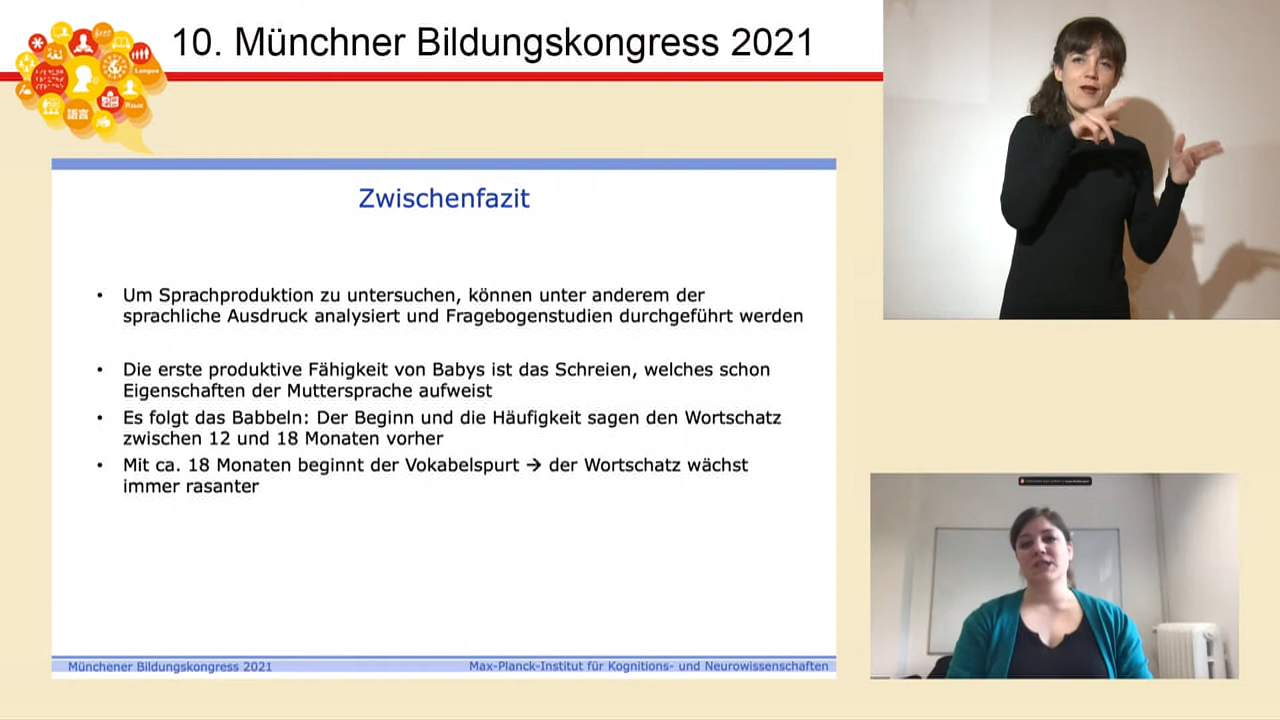 10. Münchner Bildungskongress 2021
Langue
語言
Zwischenfazit
• Um Sprachproduktion zu untersuchen, können unter anderem der
sprachliche Ausdruck analysiert und Fragebogenstudien durchgeführt werden
• Die erste produktive Fähigkeit von Babys ist das Schreien, welches schon
Eigenschaften der Muttersprache aufweist
• Es folgt das Babbeln: Der Beginn und die Häufigkeit sagen den Wortschatz
zwischen 12 und 18 Monaten vorher
• Mit ca. 18 Monaten beginnt der Vokabelspurt → der Wortschatz wächst
immer rasanter
Münchener Bildungskongress 2021
Max-Planck-Institut für Kognitions- und Neurowissenschaften